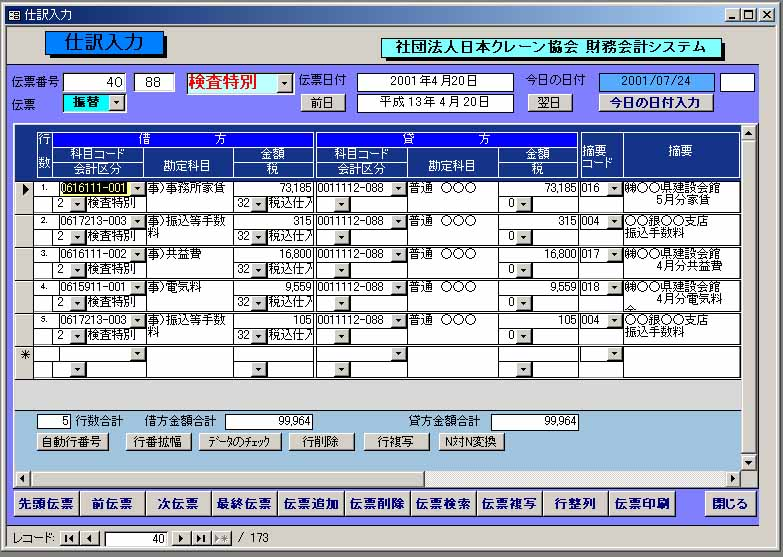 仕訳入力
仕訳入力
社団法人日本クレーン協会 財務会計システム
伝票番号 40 88 検査特別 伝票日付 2001年4月20日 今日の日付 2001/07/24
伝票 振替 前日 平成13年4月20日 翌日 今日の日付入力
行数 借方 貸方 摘要コード 摘要
科目コード 勘定科目 金額 科目コード 勘定科目 金額
会計区分 税 会計区分 税
1. 0616111-001 事)事務所家賃 73,185 0011112-088 普通 〇〇〇 73,185 016 ㈱〇〇県建設会館
2 検査特別 32 税込仕入 0 5月分家賃
2. 0617213-003 事)振込等手数料 315 0011112-088 普通 〇〇〇 315 004 〇〇銀〇〇支店
2 検査特別 32 税込仕入 0 振込手数料
3. 0616111-002 事)共益費 16,800 0011112-088 普通 〇〇〇 16,800 017 ㈱〇〇県建設会館
2 検査特別 32 税込仕入 0 4月分共益費
4. 0615911-001 事)電気料 9,559 0011112-088 普通 〇〇〇 9,559 018 ㈱〇〇県建設会館
2 検査特別 32 税込仕入 0 4月分電気料
5. 0617213-003 事)振込等手数料 105 0011112-088 普通 〇〇〇 105 004 〇〇銀〇〇支店
2 検査特別 32 税込仕入 0 振込手数料
5 行数合計 借方金額合計 99,964 貸方金額合計 99,964
自動行番号 行番拡幅 データのチェック 行削除 行複写 N対N変換
先頭伝票 前伝票 次伝票 最終伝票 伝票追加 伝票削除 伝票検索 伝票複写 行整列 伝票印刷 閉じる
レコード: 40 / 173